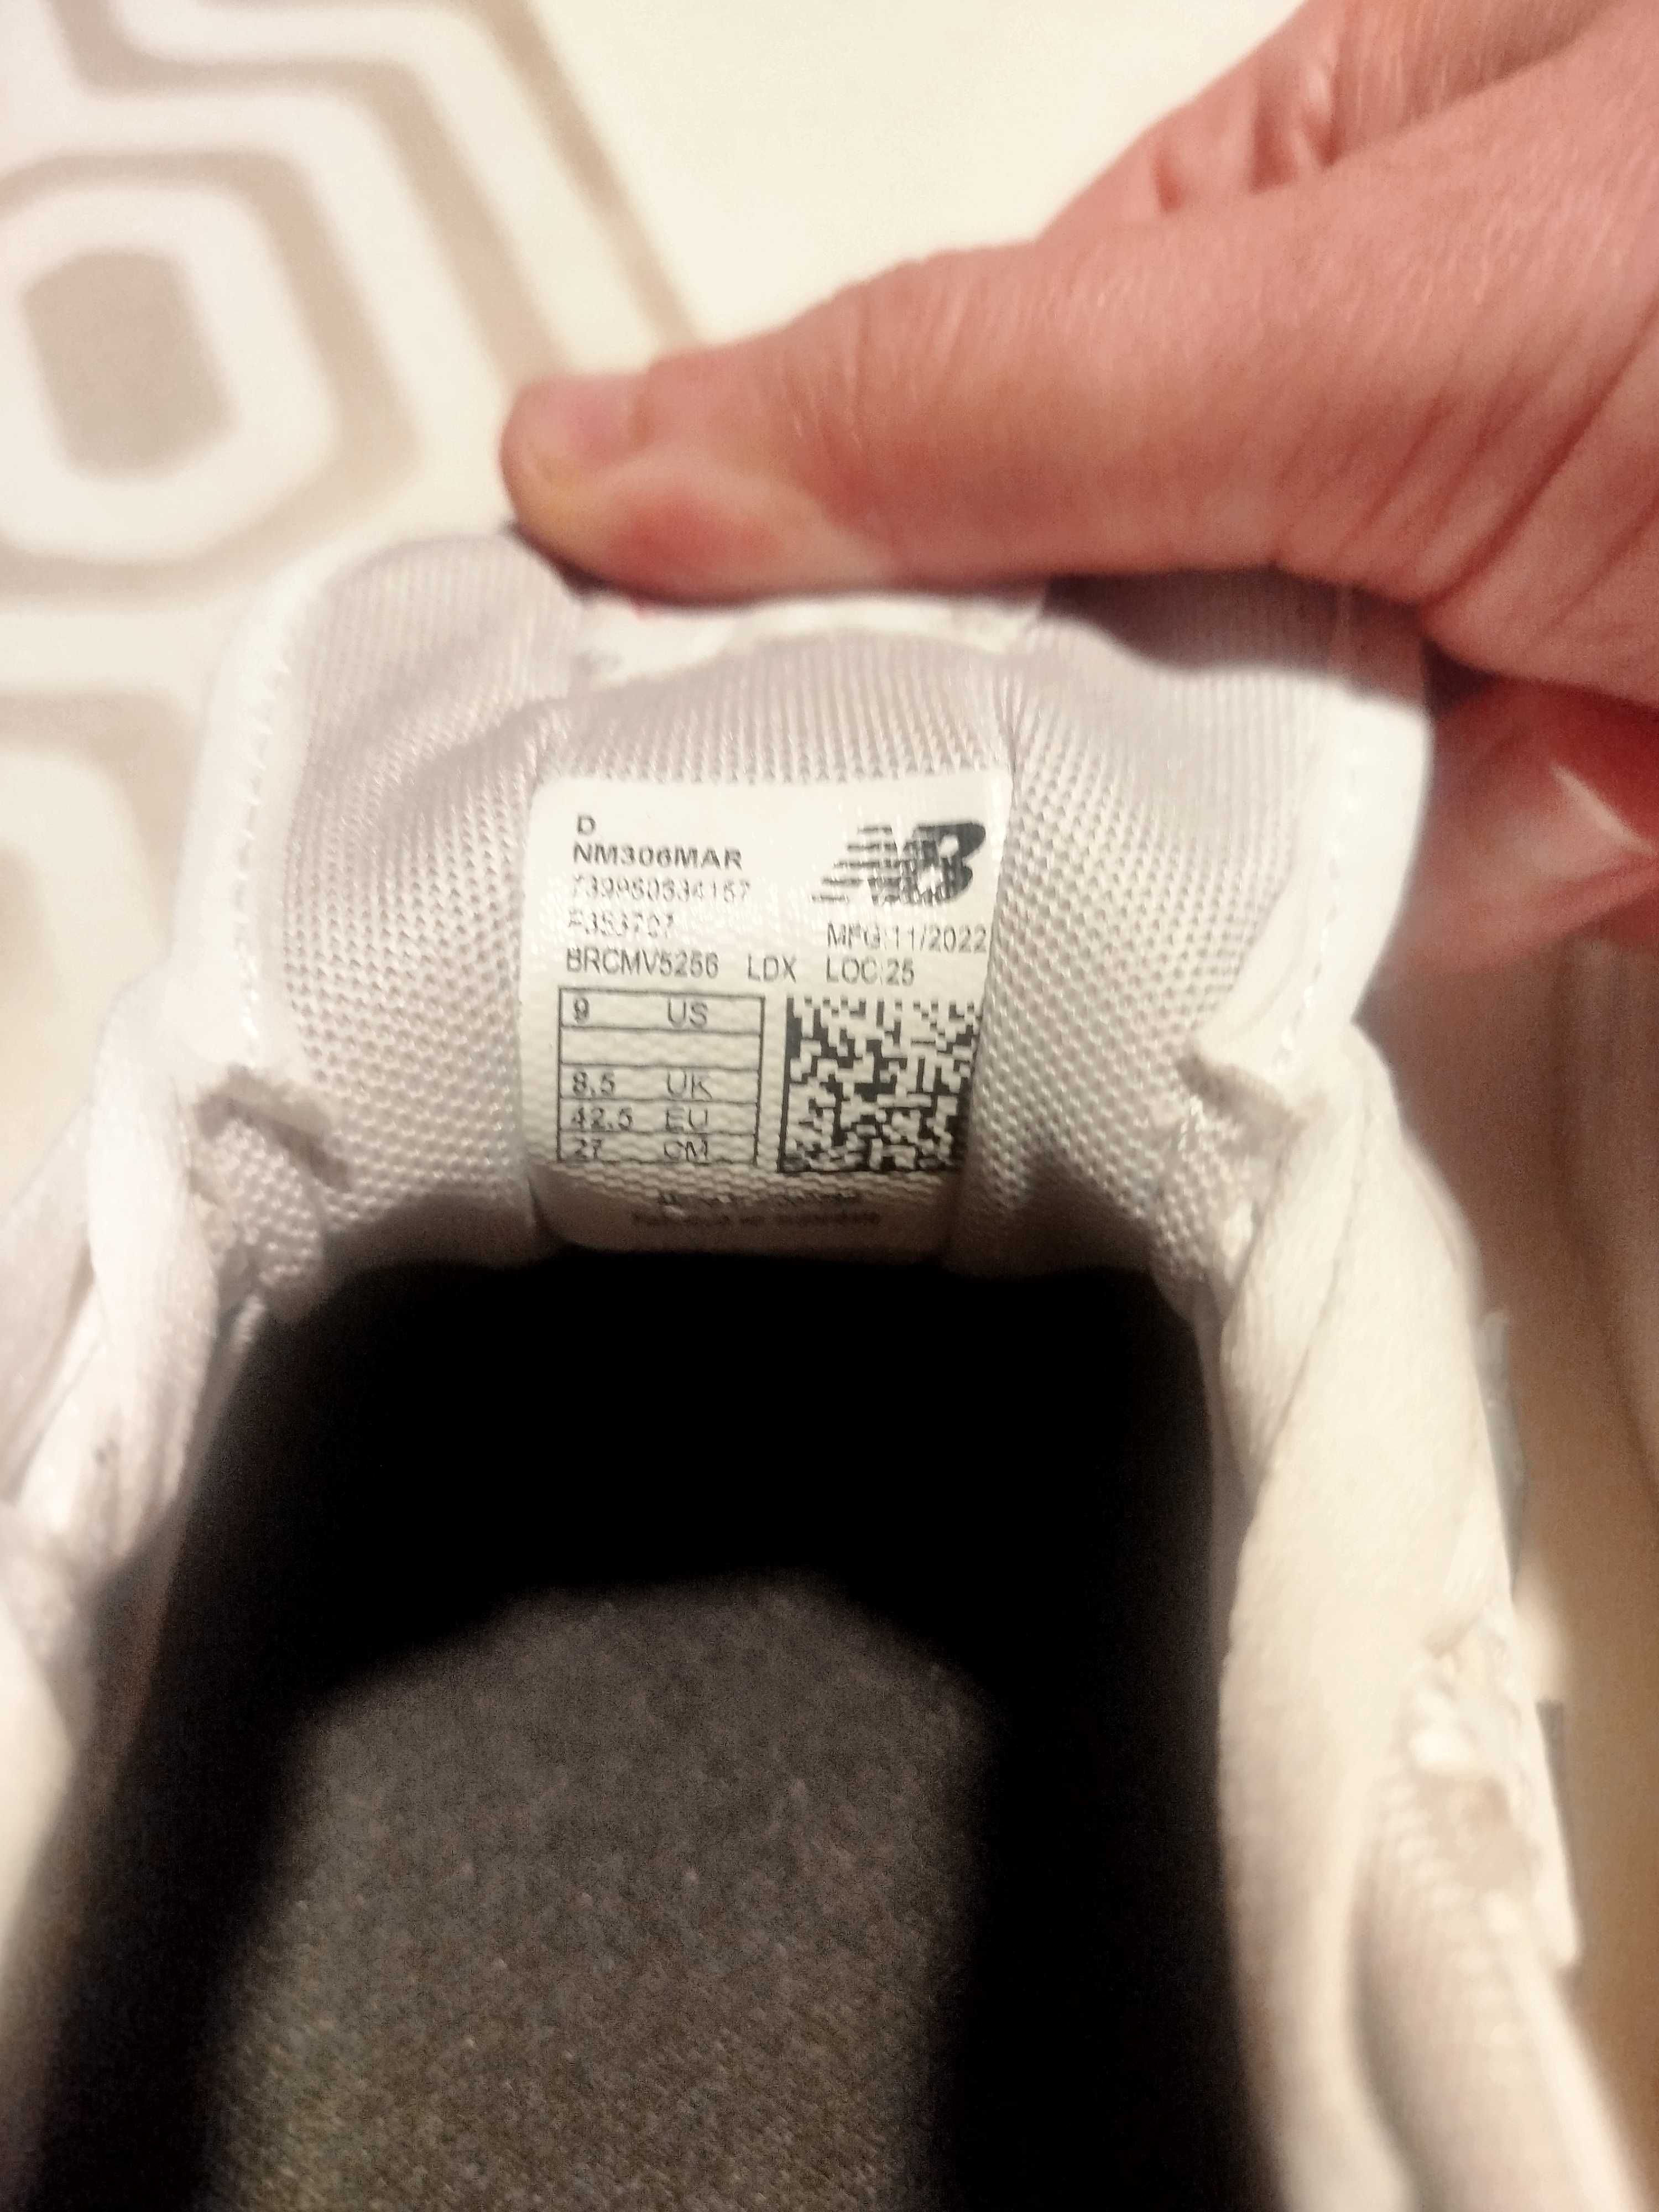 D
NM306MAR
MFG:11/2022
BRCMV5256 LDX LOC:25
9 US
8.5 UK
42.5 EU
27 CM